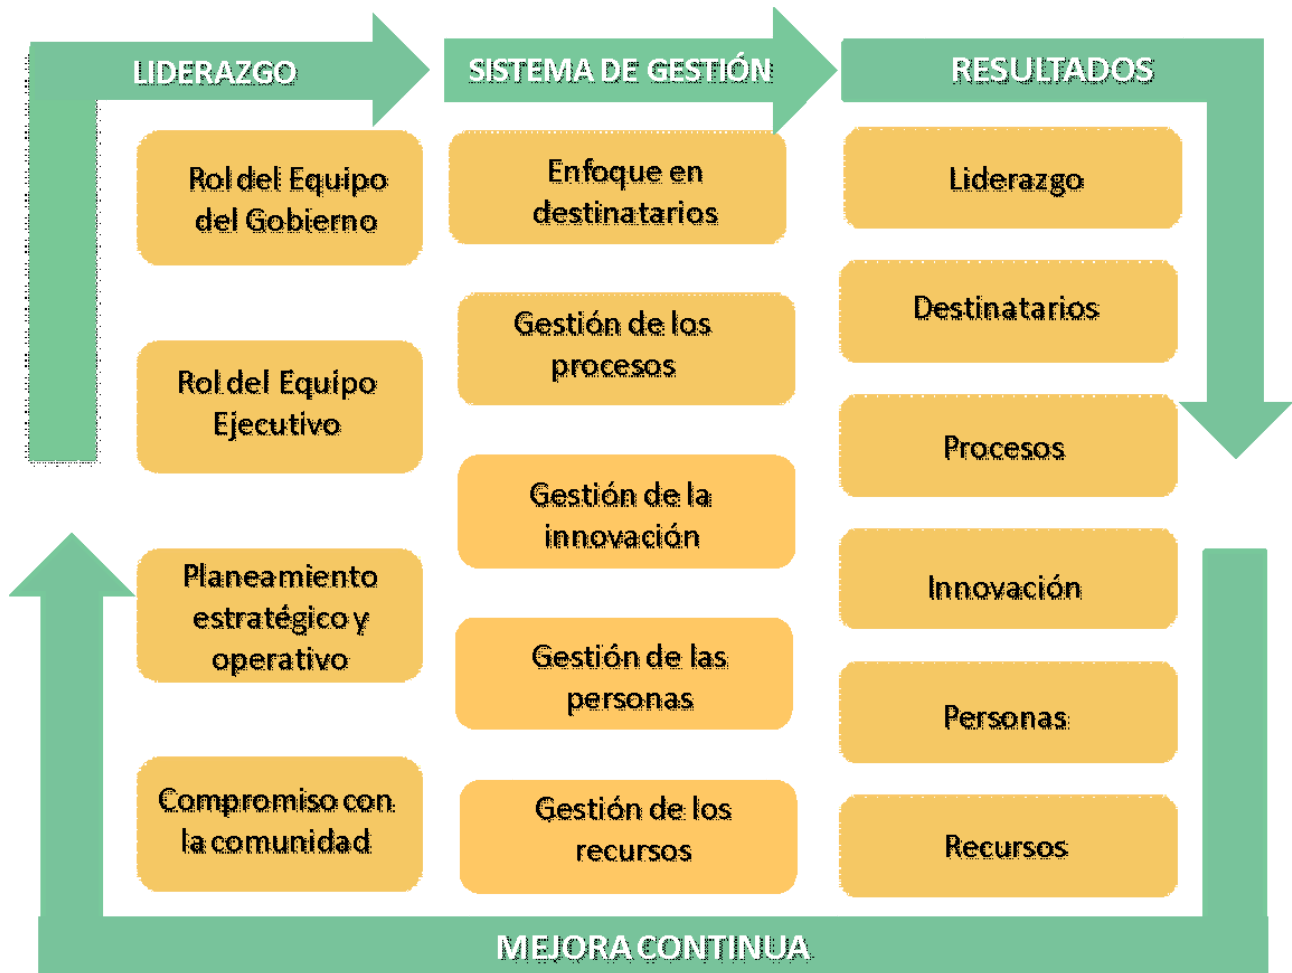 LIDERAZGO
SISTEMA DE GESTIÓN
RESULTADOS
Rol del Equipo
del Gobierno
Rol del Equipo
Ejecutivo
Planeamiento
estratégico y
operativo
Compromiso con
la comunidad
Enfoque en
destinatarios
Gestión de los
procesos
Gestión de la
innovación
Gestión de las
personas
Gestión de los
recursos
Liderazgo
Destinatarios
Procesos
Innovación
Personas
Recursos
MEJORA CONTINUA